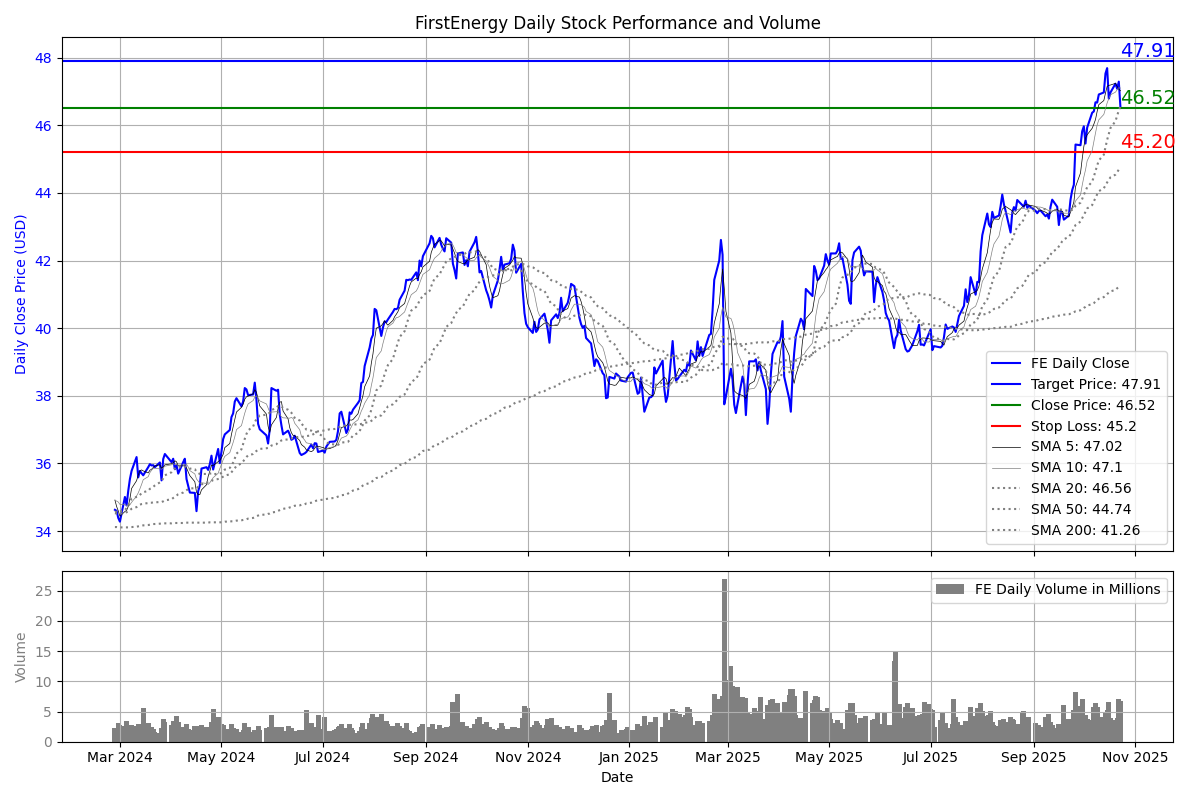 FirstEnergy Daily Stock Performance and Volume
Daily Close Price (USD)
48
46
44
42
40
38
36
34
47.91
46.52
45.20
FE Daily Close
Target Price: 47.91
Close Price: 46.52
Stop Loss: 45.2
SMA 5: 47.02
SMA 10: 47.1
SMA 20: 46.56
SMA 50: 44.74
SMA 200: 41.26
Volume
25
20
15
10
5
0
FE Daily Volume in Millions
Mar 2024 May 2024 Jul 2024 Sep 2024 Nov 2024 Jan 2025 Mar 2025 May 2025 Jul 2025 Sep 2025 Nov 2025
Date